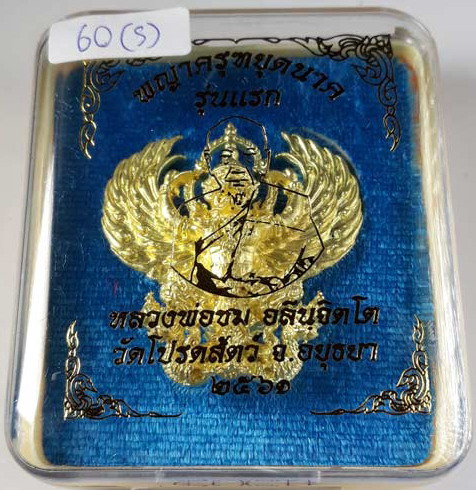 60(S)
พญาครุฑยุดนาค
รุ่นแรก
หลวงพ่อชม อลีนจิตโต
วัดโปรดสัตว์ จ.อยุธยา
๒๕๖๑